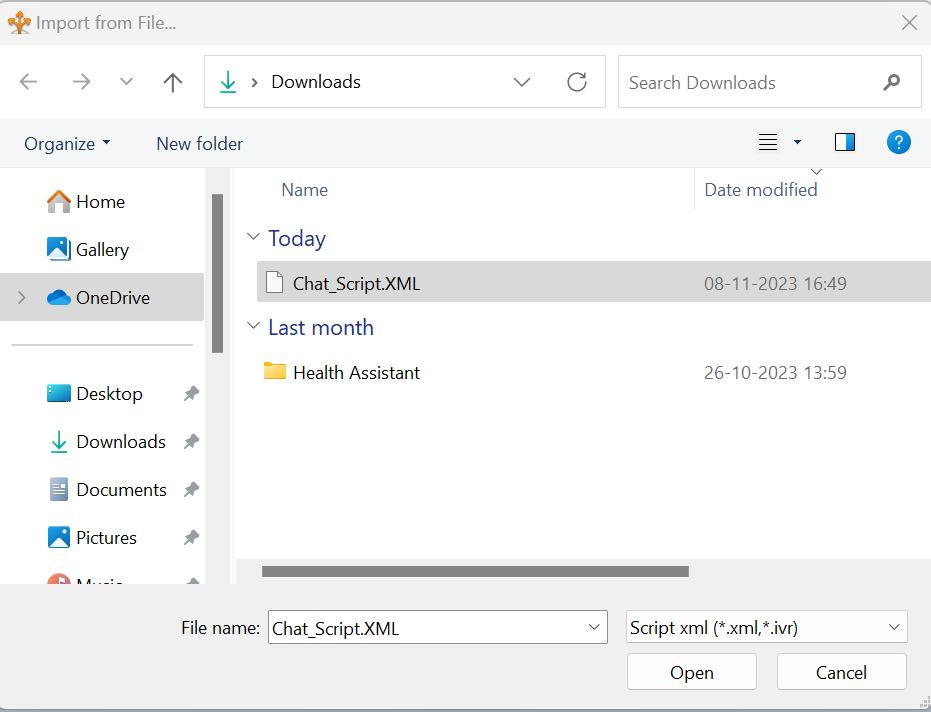 Import from File...
Downloads
Search Downloads
Organize
New folder
?
Name
Date modified
Home
Gallery
OneDrive
Today
Chat_Script.XML
08-11-2023 16:49
Last month
Health Assistant
26-10-2023 13:59
Desktop
Downloads
Documents
Pictures
Music
File name:
Chat_Script.XML
Script xml (*.xml,*.ivr)
Open
Cancel